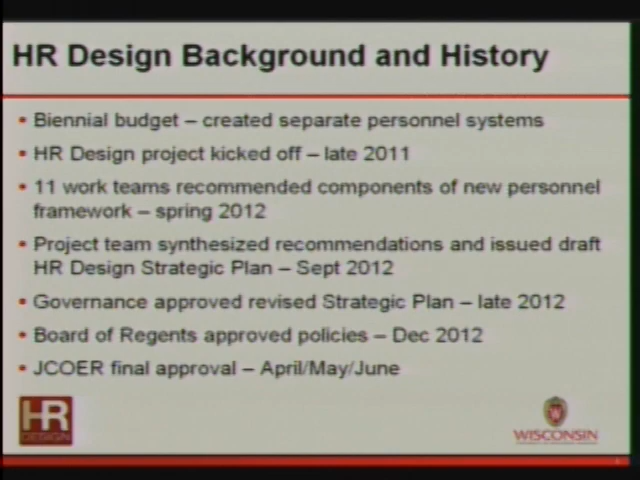 HR Design Background and History
• Biennial budget – created separate personnel systems
• HR Design project kicked off – late 2011
• 11 work teams recommended components of new personnel
framework – spring 2012
• Project team synthesized recommendations and issued draft
HR Design Strategic Plan – Sept 2012
• Governance approved revised Strategic Plan – late 2012
• Board of Regents approved policies – Dec 2012
• JCOER final approval – April/May/June
HR
DESIGN
W
WISCONSIN